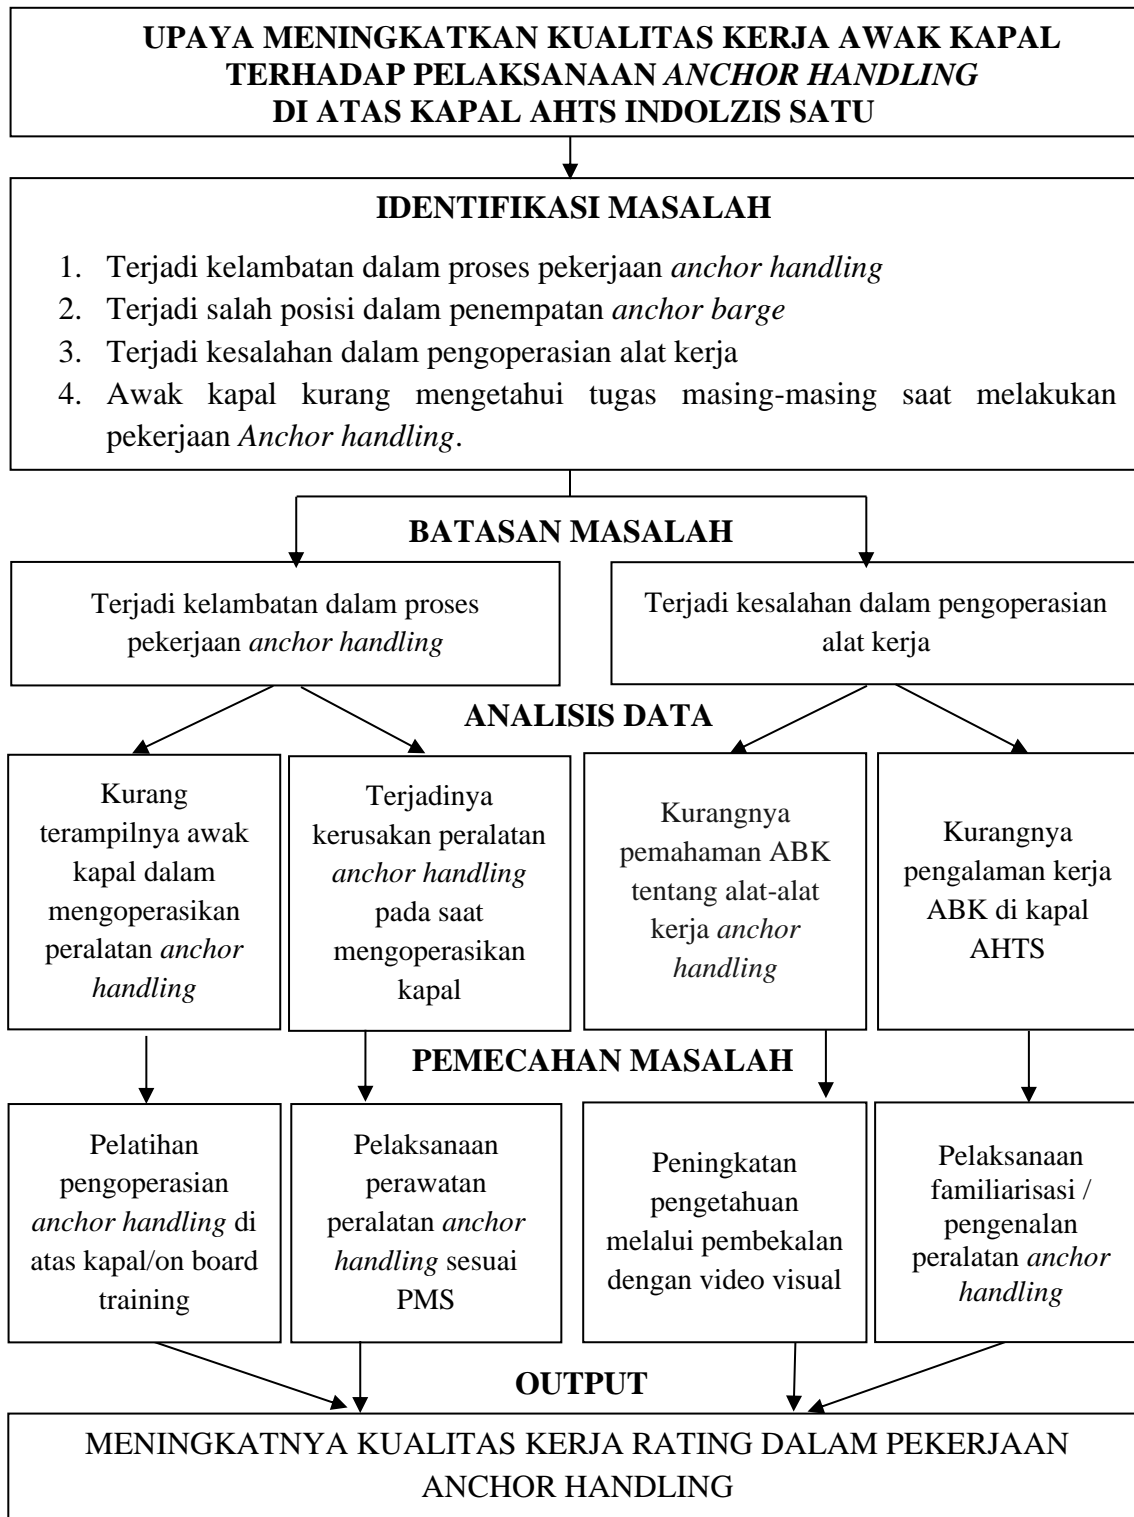 UPAYA MENINGKATKAN KUALITAS KERJA AWAK KAPAL
TERHADAP PELAKSANAAN ANCHOR HANDLING
DI ATAS KAPAL AHTS INDOLZIS SATU
IDENTIFIKASI MASALAH
1. Terjadi kelambatan dalam proses pekerjaan anchor handling
2. Terjadi salah posisi dalam penempatan anchor barge
3. Terjadi kesalahan dalam pengoperasian alat kerja
4. Awak kapal kurang mengetahui tugas masing-masing saat melakukan
pekerjaan Anchor handling.
BATASAN MASALAH
Terjadi kelambatan dalam proses
pekerjaan anchor handling
Terjadi kesalahan dalam pengoperasian
alat kerja
ANALISIS DATA
Kurang
terampilnya awak
kapal dalam
mengoperasikan
peralatan anchor
handling
Terjadinya
kerusakan peralatan
anchor handling
pada saat
mengoperasikan
kapal
Kurangnya
pemahaman ABK
tentang alat-alat
kerja anchor
handling
Kurangnya
pengalaman kerja
ABK di kapal
AHTS
PEMECAHAN MASALAH
Pelatihan
pengoperasian
anchor handling di
atas kapal/on board
training
Pelaksanaan
perawatan
peralatan anchor
handling sesuai
PMS
Peningkatan
pengetahuan
melalui pembekalan
dengan video visual
Pelaksanaan
familiarisasi /
pengenalan
peralatan anchor
handling
OUTPUT
MENINGKATNYA KUALITAS KERJA RATING DALAM PEKERJAAN
ANCHOR HANDLING